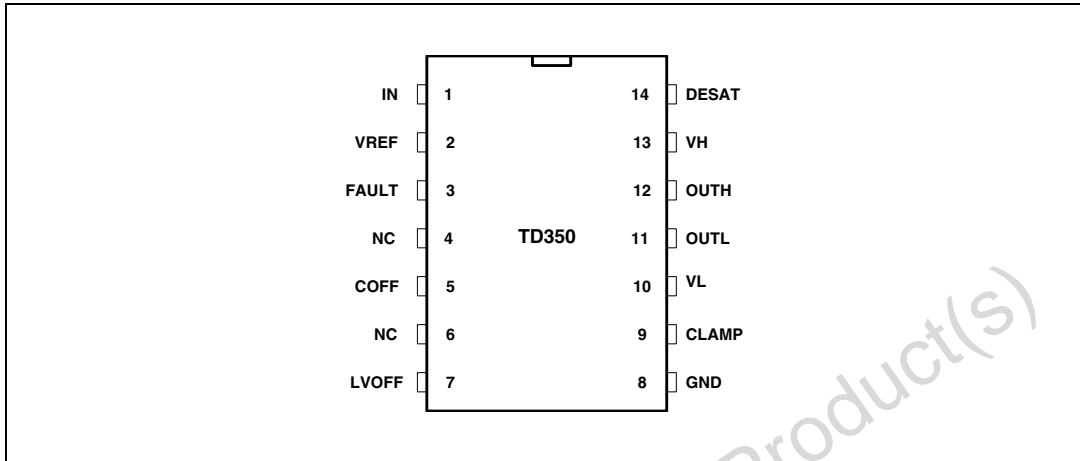 IN 1 14 DESAT
VREF 2 13 VH
FAULT 3 12 OUTH
NC 4 TD350 11 OUTL
COFF 5 10 VL
NC 6 9 CLAMP
LVOFF 7 8 GND
Product(s)